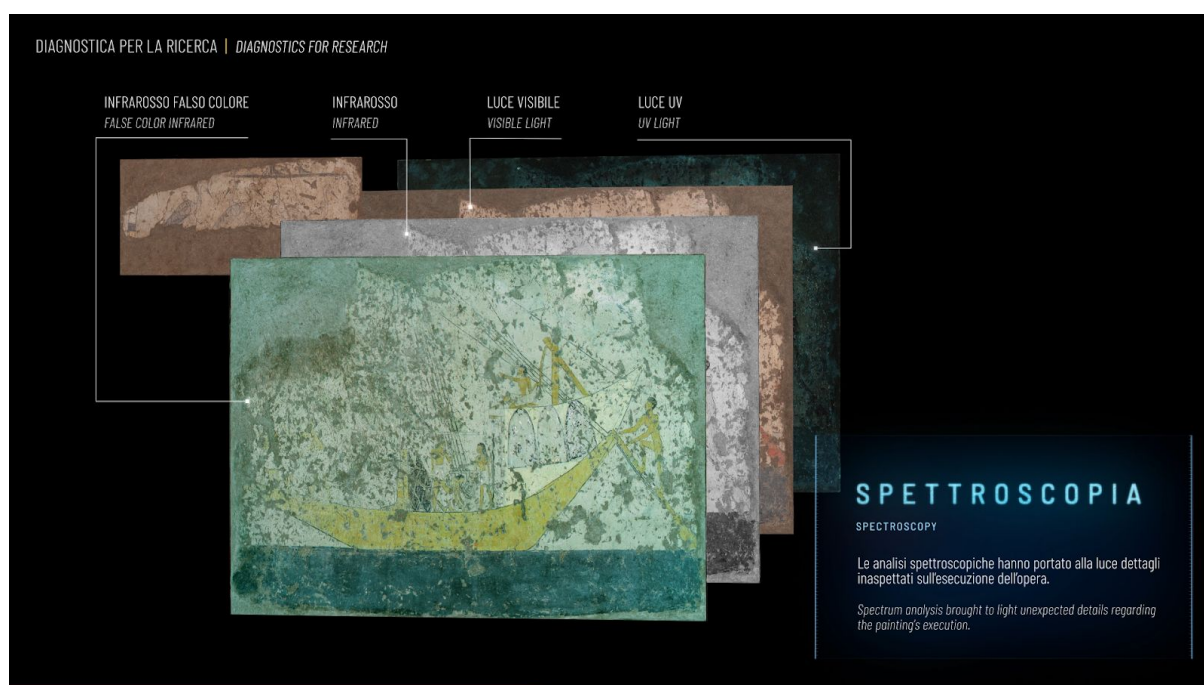 DIAGNOSTICA PER LA RICERCA | DIAGNOSTICS FOR RESEARCH
INFRAROSSO FALSO COLORE
FALSE COLOR INFRARED
INFRAROSSO
INFRARED
LUCE VISIBILE
VISIBLE LIGHT
LUCE UV
UV LIGHT
SPETTROSCOPIA
SPECTROSCOPY
Le analisi spettroscopiche hanno portato alla luce dettagli
inaspettati sull'esecuzione dell'opera.
Spectrum analysis brought to light unexpected details regarding
the painting's execution.